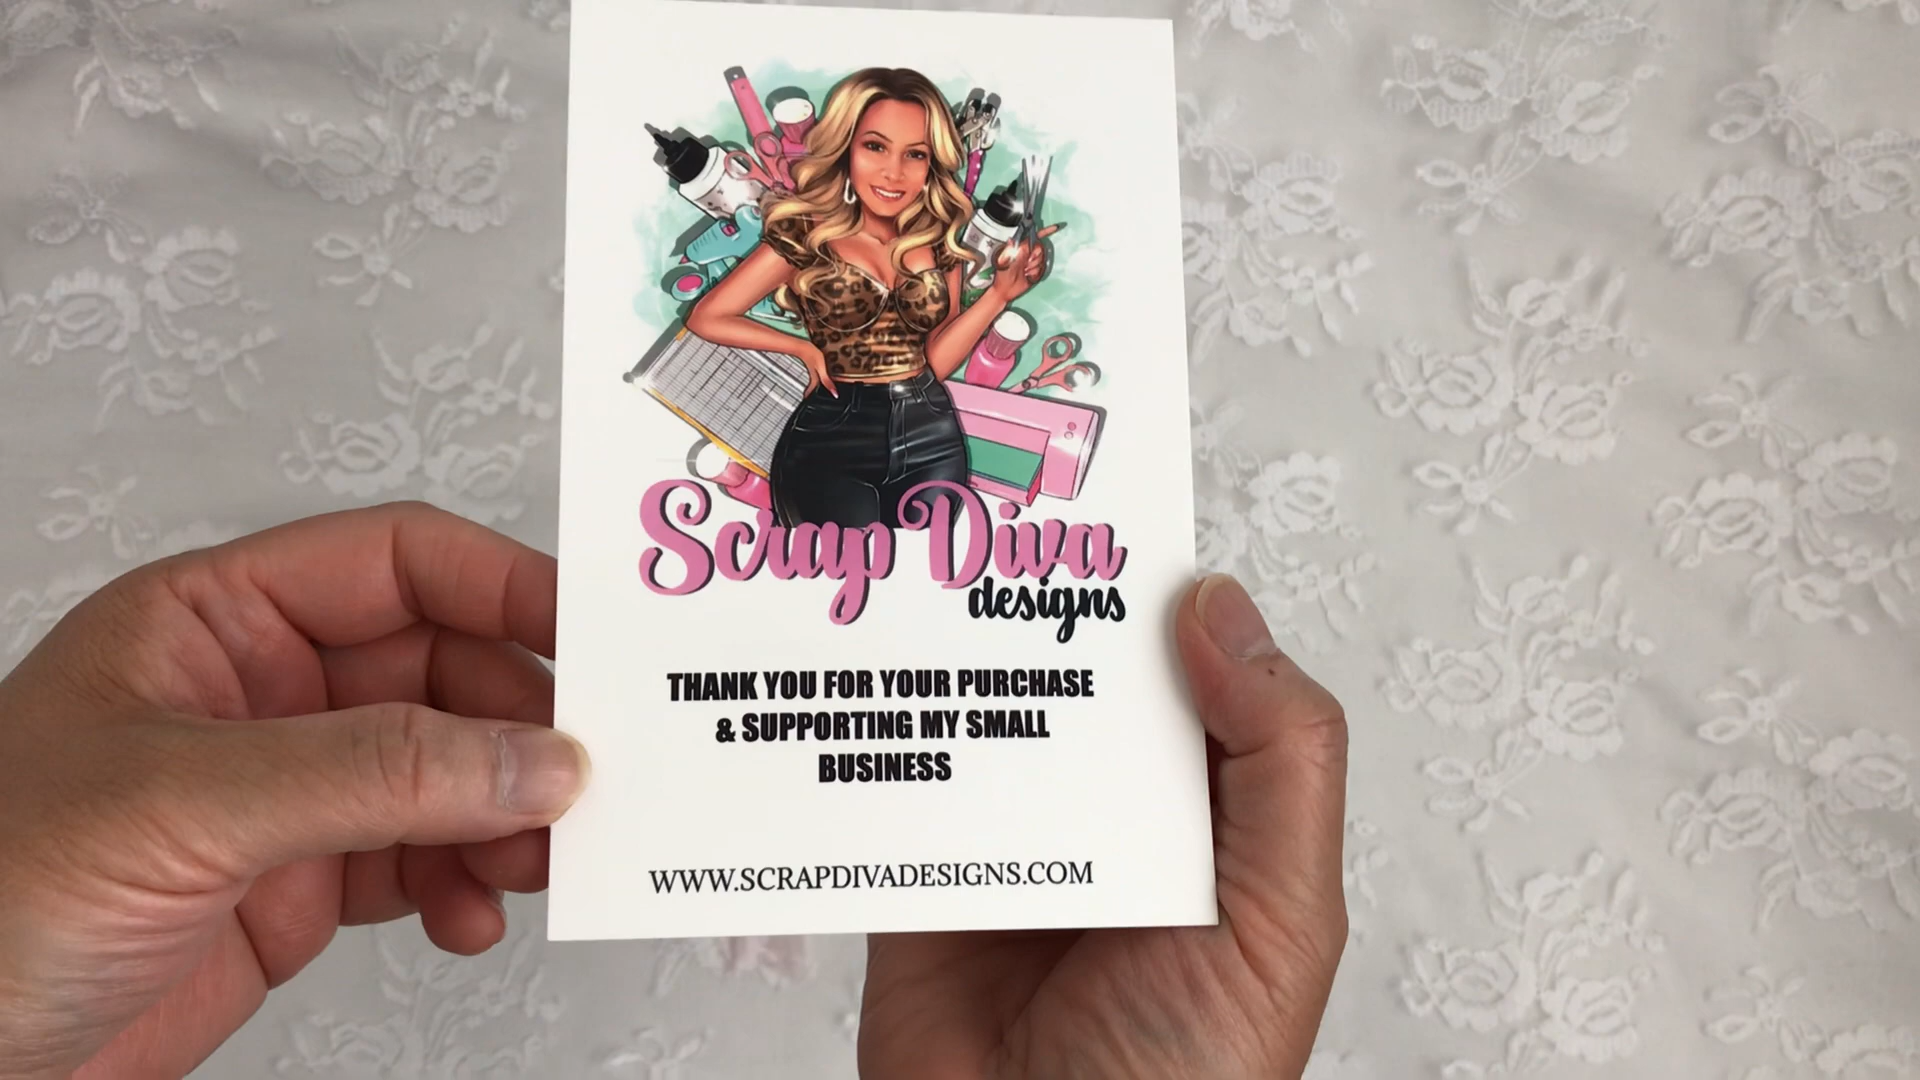 Scrap Diva
designs
THANK YOU FOR YOUR PURCHASE
& SUPPORTING MY SMALL
BUSINESS
WWW.SCRAPDIVADESIGNS.COM